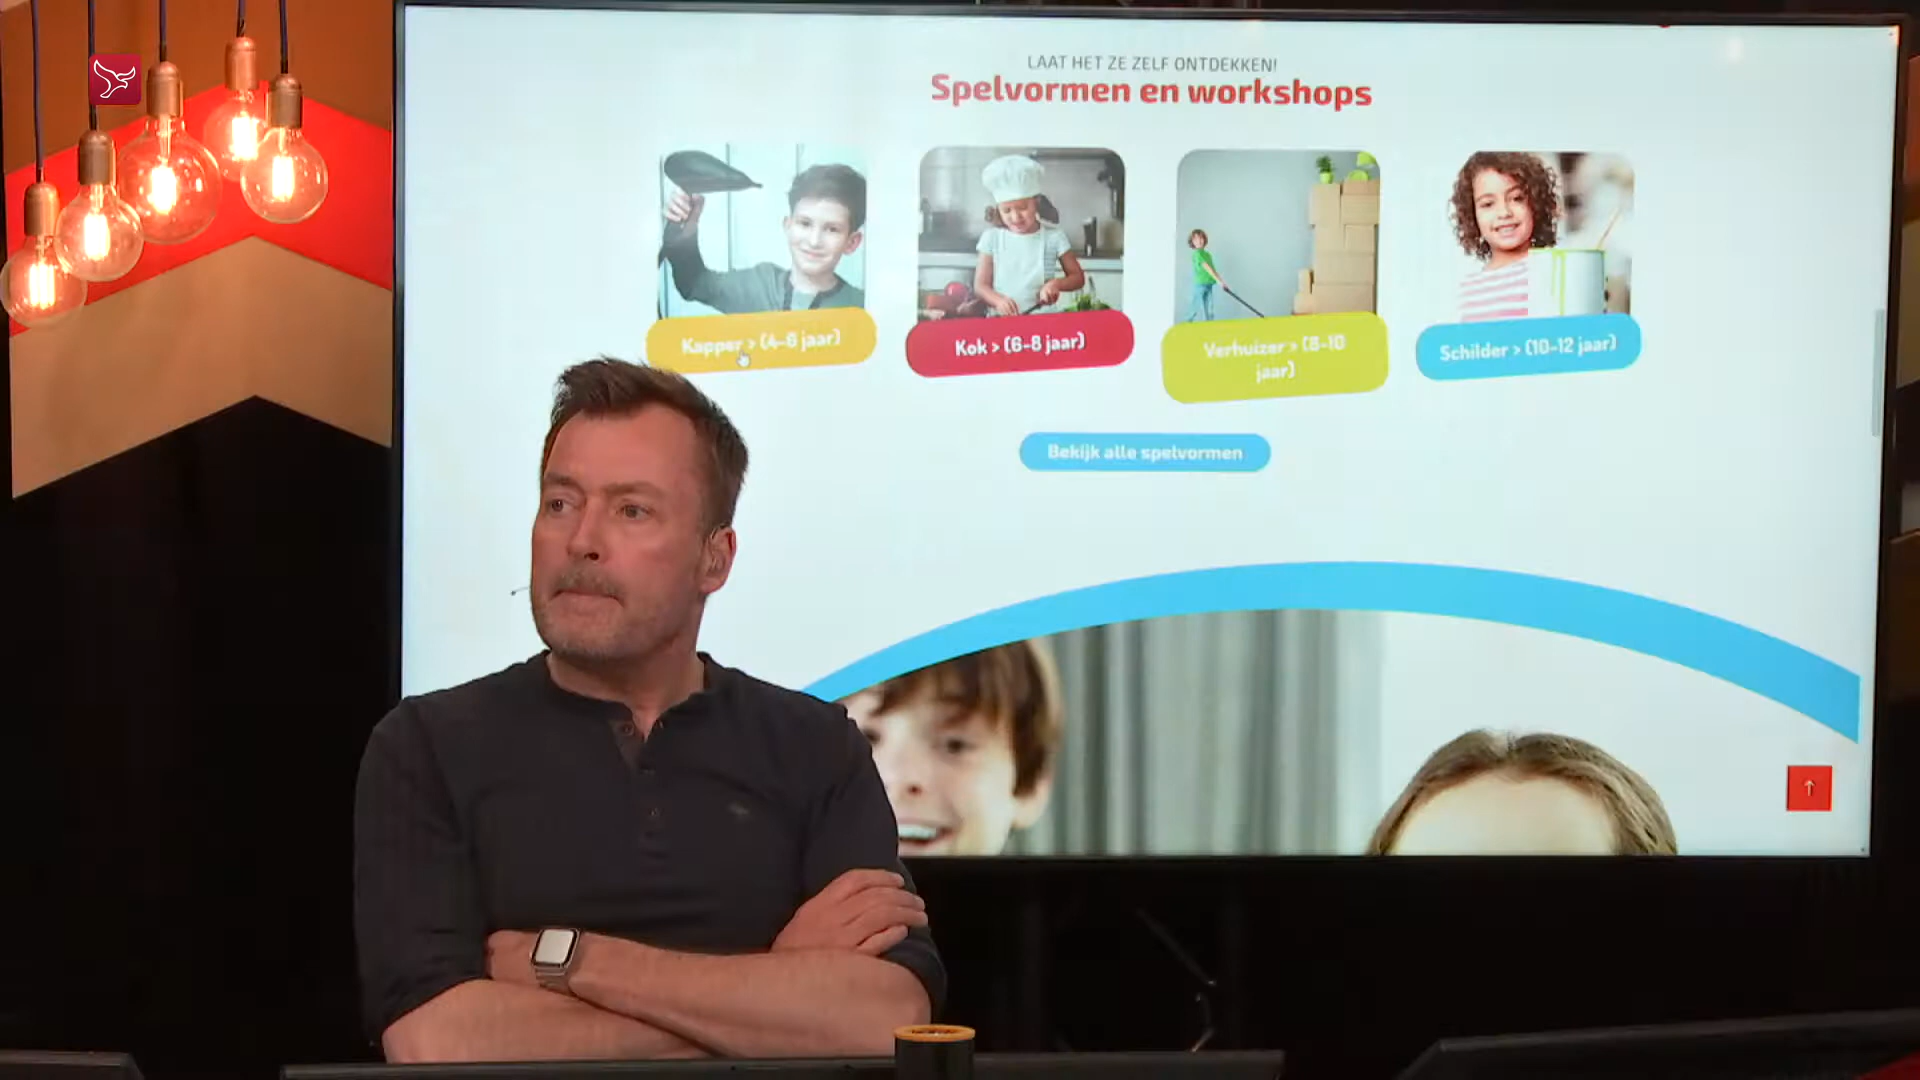 LAAT HET ZE ZELF ONTDEKKEN!
Spelvormen en workshops
Kapper > (4-6 jaar)
Kok > (6-8 jaar)
Verhuizer > (8-10
jaar)
Schilder > (10-12 jaar)
Bekijk alle spelvormen